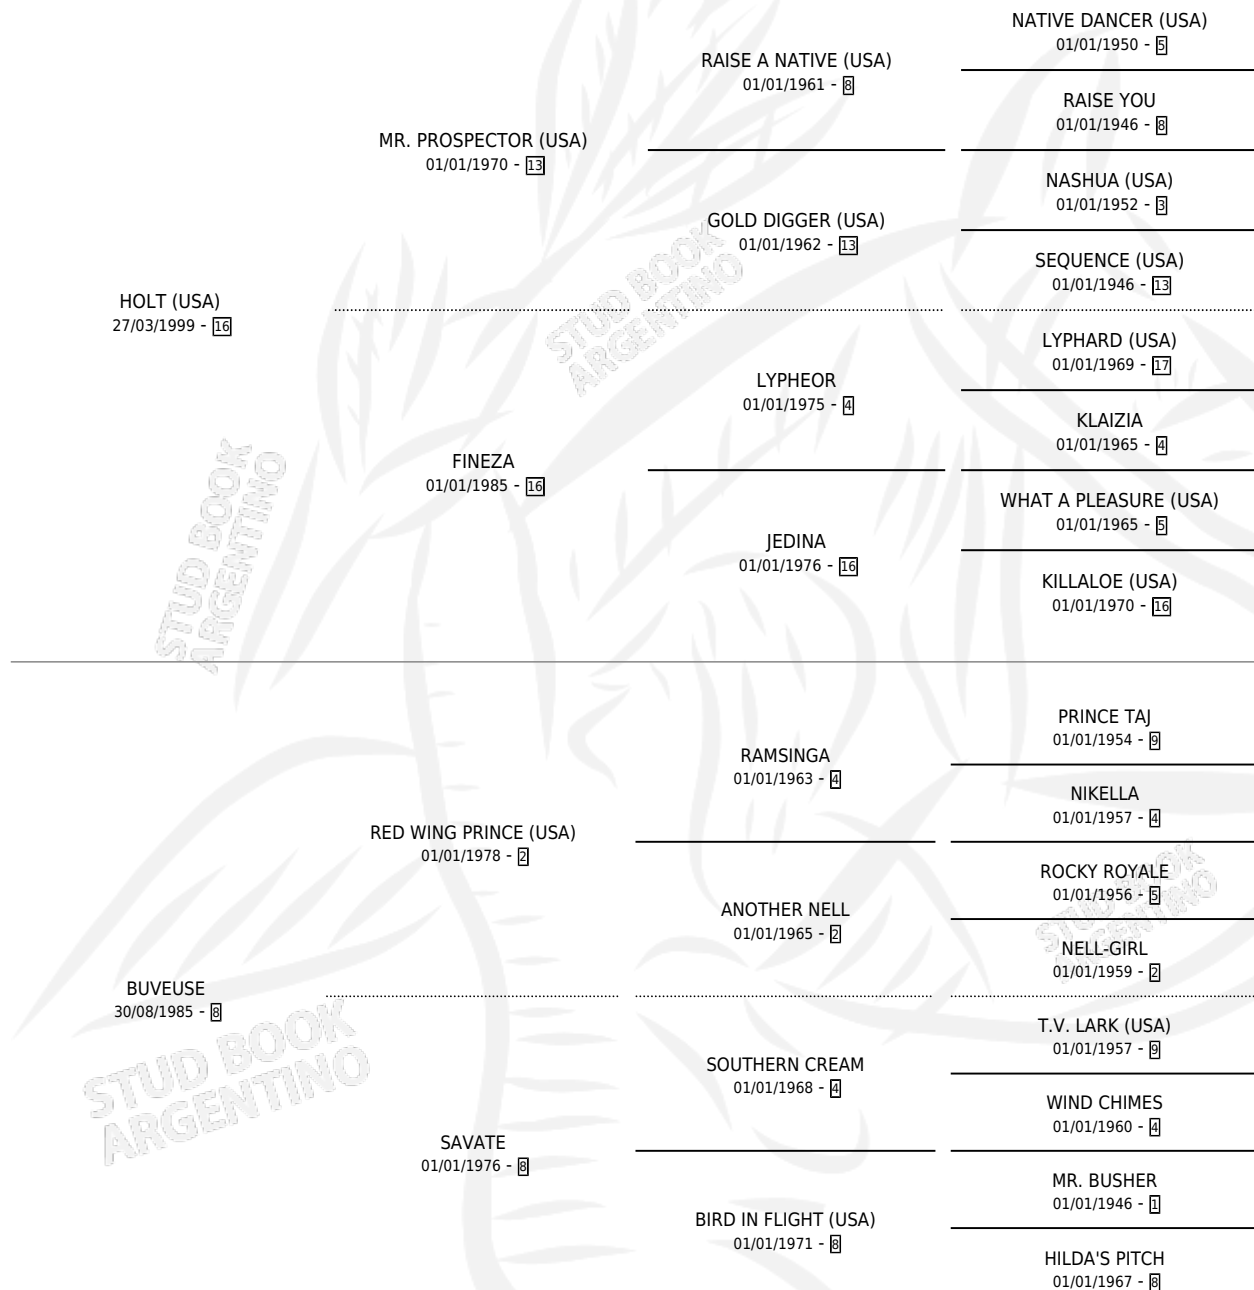 NATIVE DANCER (USA)
01/01/1950 - 5
RAISE A NATIVE (USA)
01/01/1961 - 8
RAISE YOU
01/01/1946 - 8
MR. PROSPECTOR (USA)
01/01/1970 - 13
NASHUA (USA)
01/01/1952 - 3
GOLD DIGGER (USA)
01/01/1962 - 13
SEQUENCE (USA)
01/01/1946 - 13
HOLT (USA)
27/03/1999 - 16
LYPHARD (USA)
01/01/1969 - 17
LYPHEOR
01/01/1975 - 4
KLAIZIA
01/01/1965 - 4
FINEZA
01/01/1985 - 16
WHAT A PLEASURE (USA)
01/01/1965 - 5
JEDINA
01/01/1976 - 16
KILLALOE (USA)
01/01/1970 - 16
PRINCE TAJ
01/01/1954 - 9
RAMSINGA
01/01/1963 - 4
NIKELLA
01/01/1957 - 4
RED WING PRINCE (USA)
01/01/1978 - 2
ROCKY ROYALE
01/01/1956 - 5
ANOTHER NELL
01/01/1965 - 2
NELL-GIRL
01/01/1959 - 2
BUVEUSE
30/08/1985 - 8
T.V. LARK (USA)
01/01/1957 - 9
SOUTHERN CREAM
01/01/1968 - 4
WIND CHIMES
01/01/1960 - 4
SAVATE
01/01/1976 - 8
MR. BUSHER
01/01/1946 - 1
BIRD IN FLIGHT (USA)
01/01/1971 - 8
HILDA'S PITCH
01/01/1967 - 8
STUD BOOK
ARGENTINO
STUD BOOK
ARGENTINO
STUD BOOK
ARGENTINO
STUD BOOK
ARGENTINO